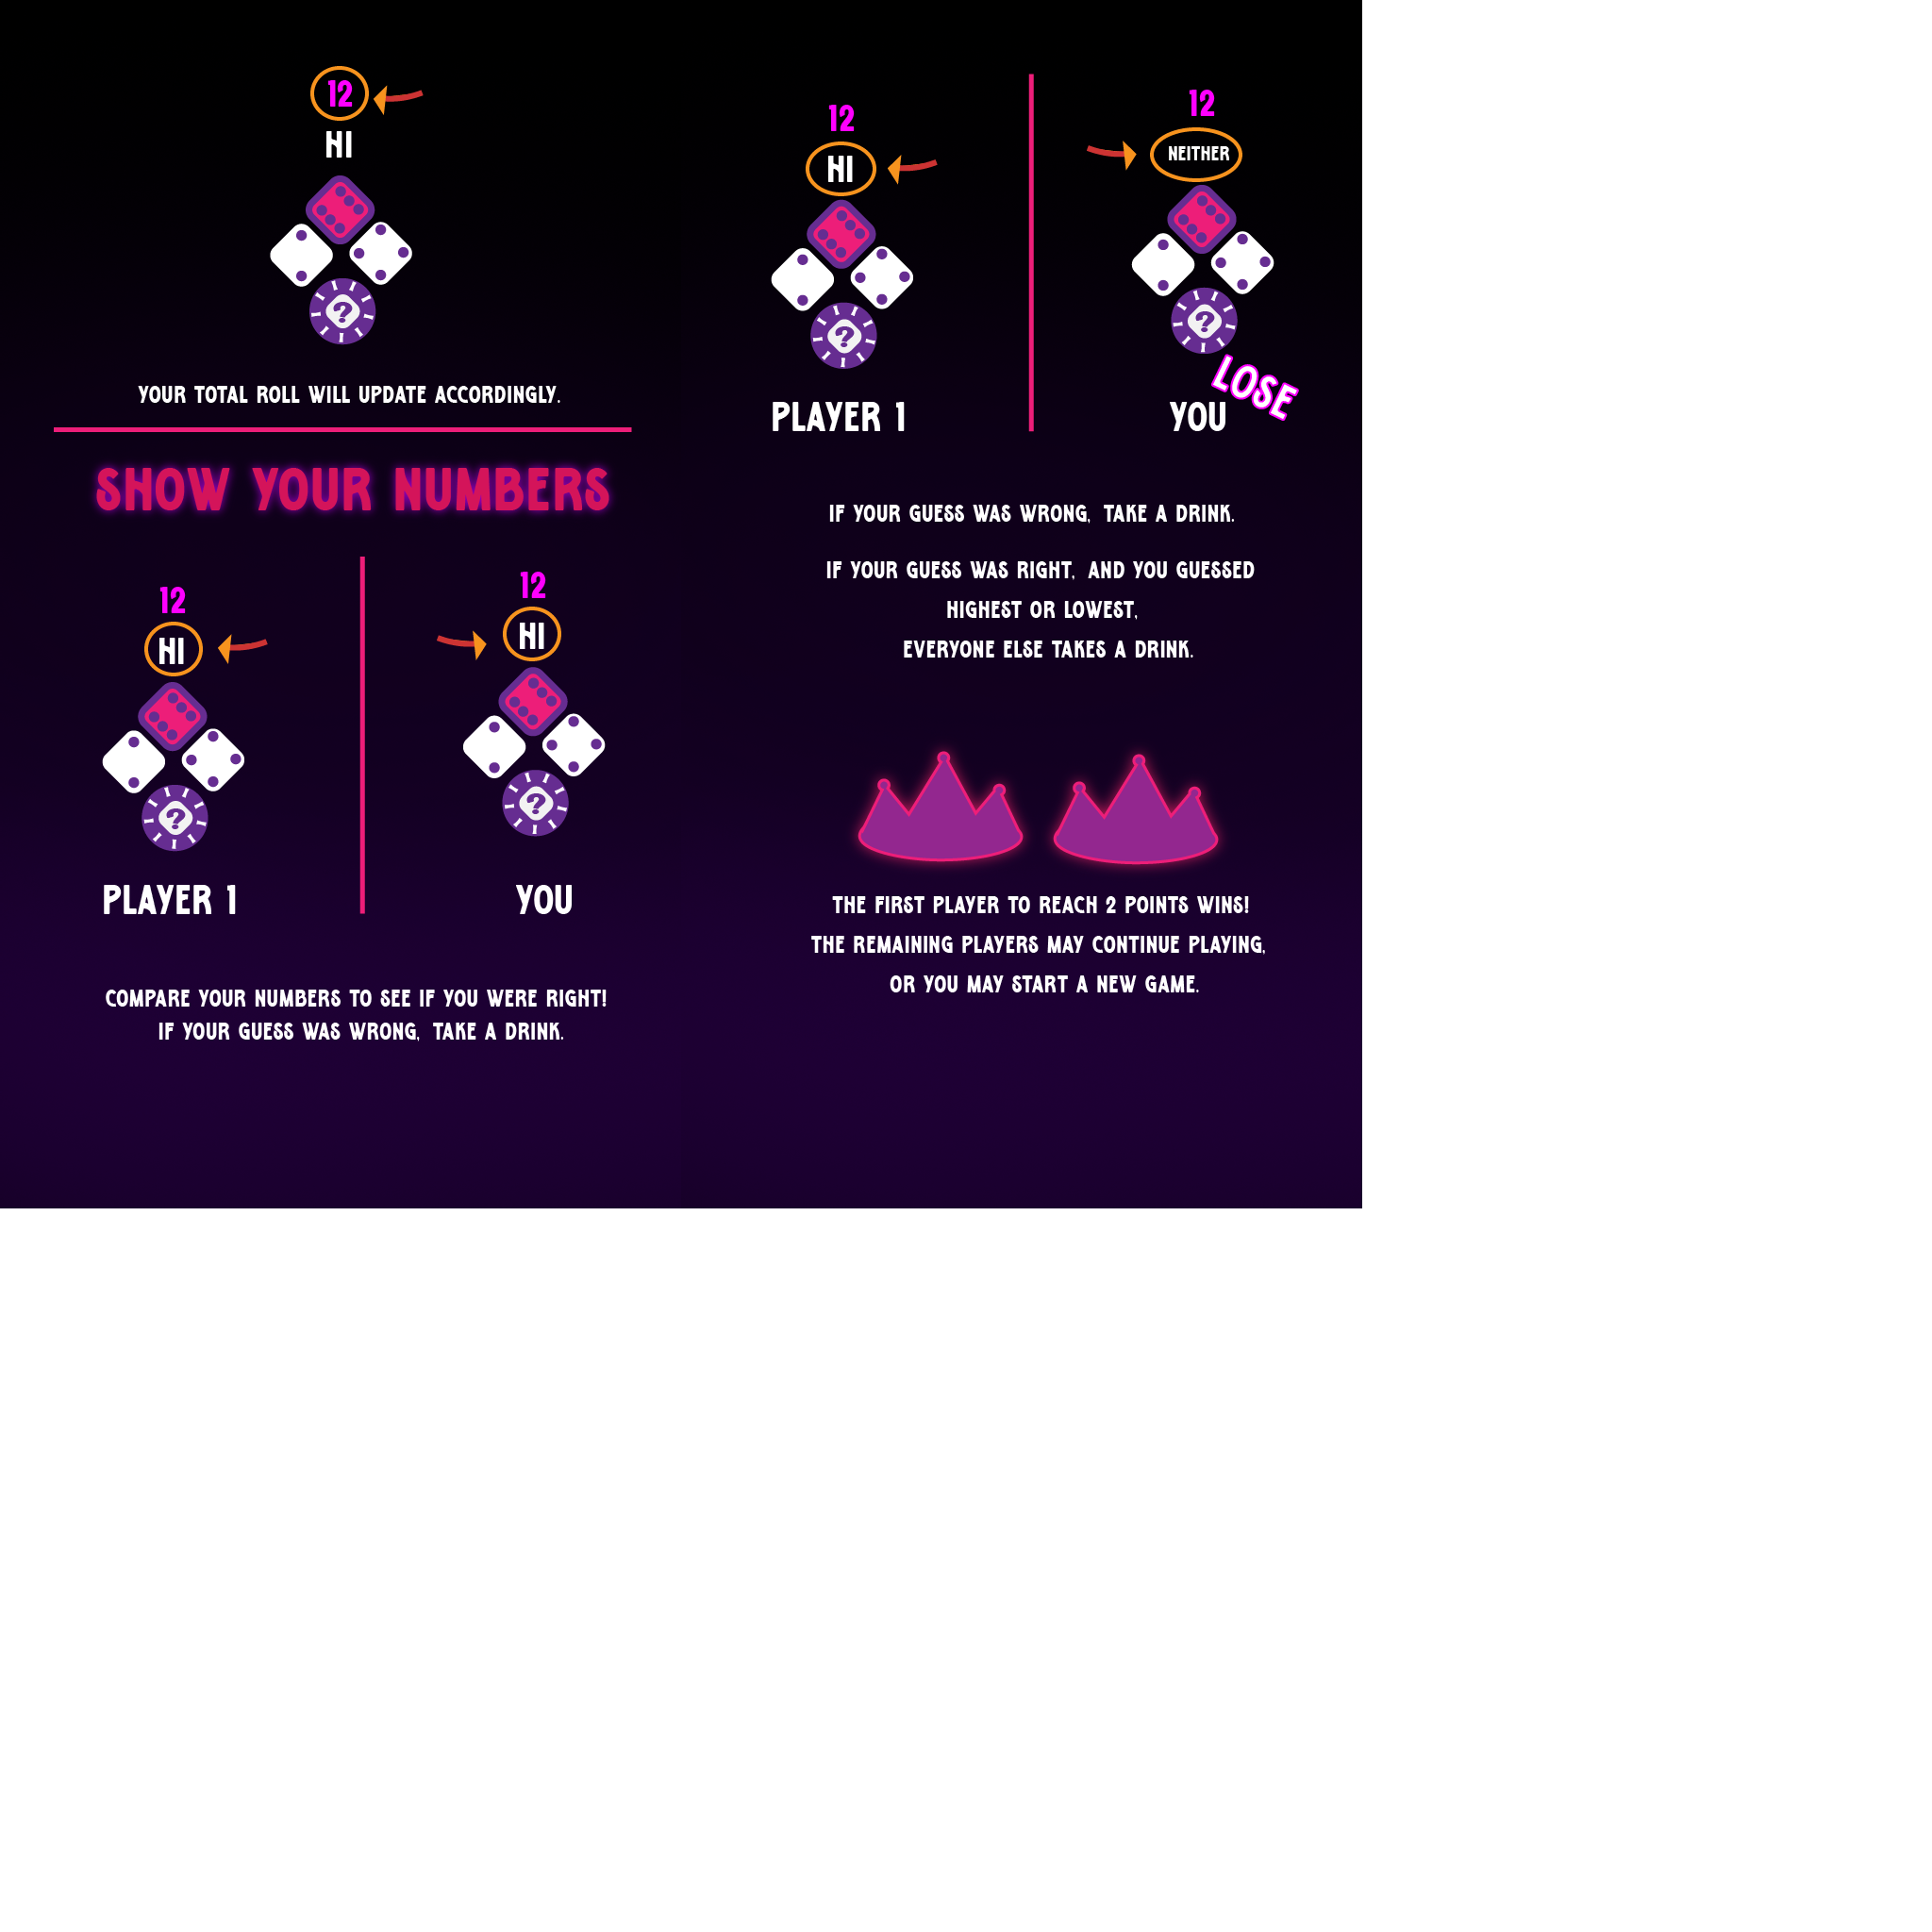 12
HI
?
YOUR TOTAL ROLL WILL UPDATE ACCORDINGLY.
SHOW YOUR NUMBERS
12
HI
?
PLAYER 1
12
HI
?
YOU
COMPARE YOUR NUMBERS TO SEE IF YOU WERE RIGHT!
IF YOUR GUESS WAS WRONG, TAKE A DRINK.
12
HI
?
PLAYER 1
12
NEITHER
?
LOSE
YOU
IF YOUR GUESS WAS WRONG, TAKE A DRINK.
IF YOUR GUESS WAS RIGHT, AND YOU GUESSED
HIGHEST OR LOWEST,
EVERYONE ELSE TAKES A DRINK.
THE FIRST PLAYER TO REACH 2 POINTS WINS!
THE REMAINING PLAYERS MAY CONTINUE PLAYING,
OR YOU MAY START A NEW GAME.